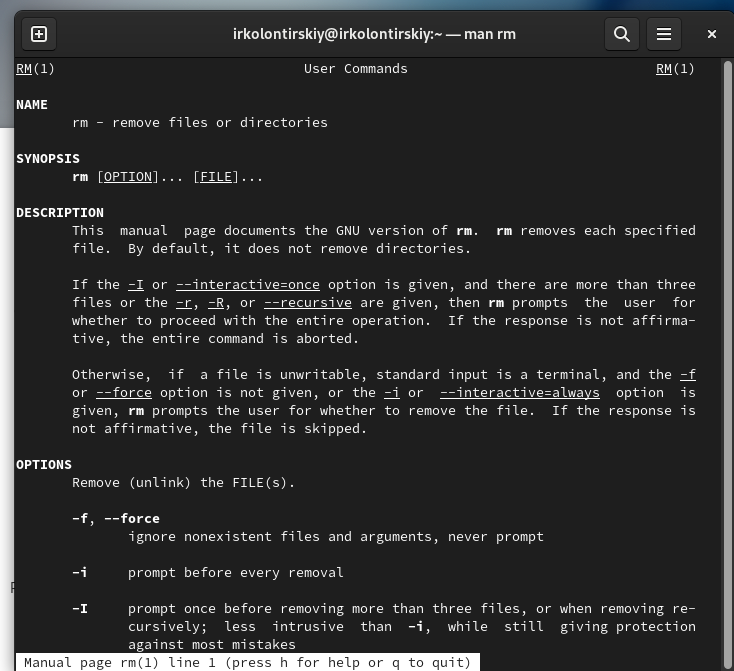 irkolontirskiy@irkolontirskiy:~ — man rm
RM(1) User Commands RM(1)
NAME
rm - remove files or directories
SYNOPSIS
rm [OPTION]... [FILE]...
DESCRIPTION
This manual page documents the GNU version of rm. rm removes each specified
file. By default, it does not remove directories.
If the -I or --interactive=once option is given, and there are more than three
files or the -r, -R, or --recursive are given, then rm prompts the user for
whether to proceed with the entire operation. If the response is not affirma-
tive, the entire command is aborted.
Otherwise, if a file is unwritable, standard input is a terminal, and the -f
or --force option is not given, or the -i or --interactive=always option is
given, rm prompts the user for whether to remove the file. If the response is
not affirmative, the file is skipped.
OPTIONS
Remove (unlink) the FILE(s).
-f, --force
ignore nonexistent files and arguments, never prompt
-i prompt before every removal
-I prompt once before removing more than three files, or when removing re-
cursively; less intrusive than -i, while still giving protection
against most mistakes
Manual page rm(1) line 1 (press h for help or q to quit)